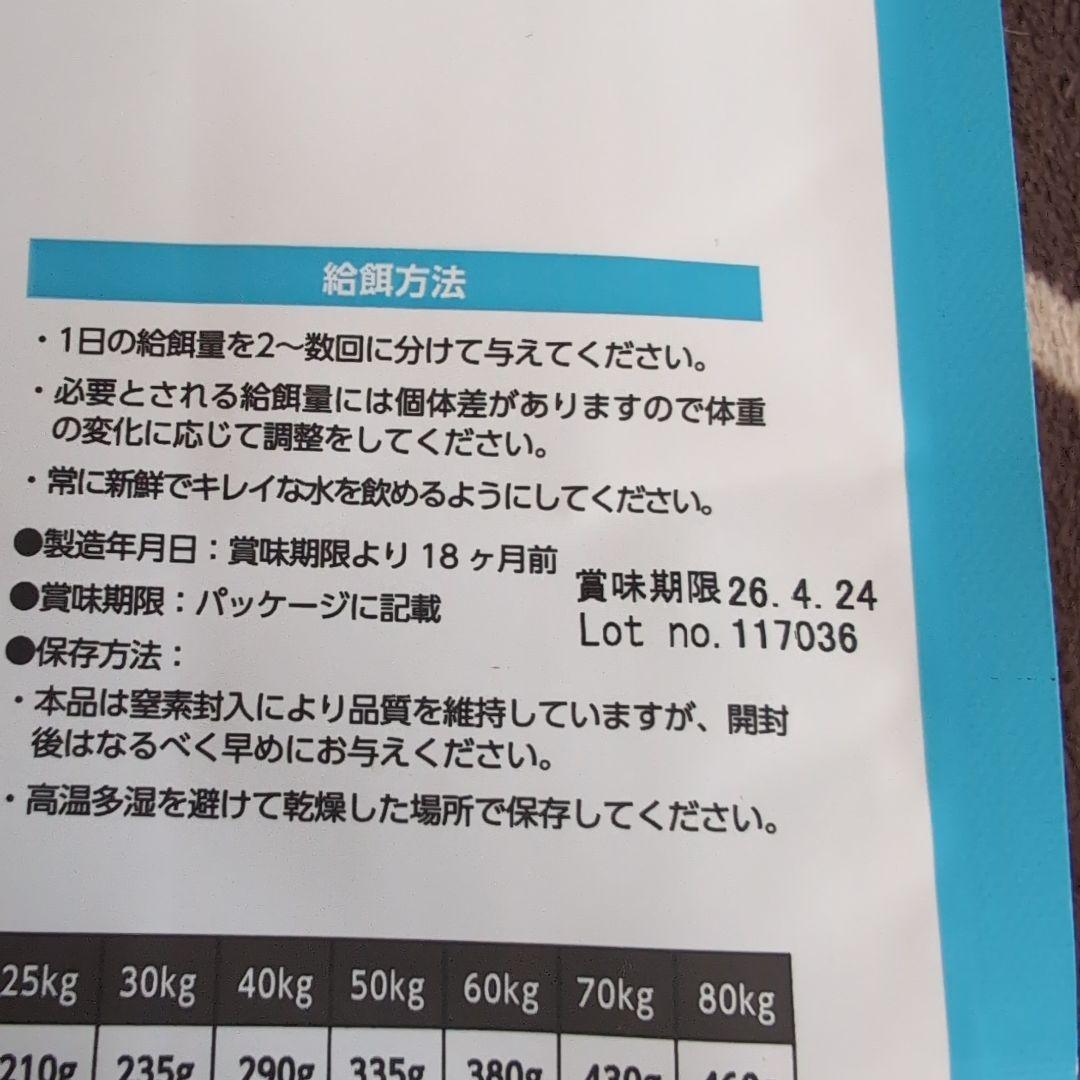 給餌方法
・1日の給餌量を2〜数回に分けて与えてください。
・必要とされる給餌量には個体差がありますので体重
の変化に応じて調整をしてください。
・常に新鮮でキレイな水を飲めるようにしてください。
●製造年月日：賞味期限より 18 ヶ月前
●賞味期限：パッケージに記載
賞味期限 26. 4. 24
Lot no. 117036
●保存方法：
・本品は窒素封入により品質を維持していますが、開封
後はなるべく早めにお与えください。
・高温多湿を避けて乾燥した場所で保存してください。
25kg 30kg 40kg 50kg 60kg 70kg 80kg
210g 235g 290g 335g 380g 430g